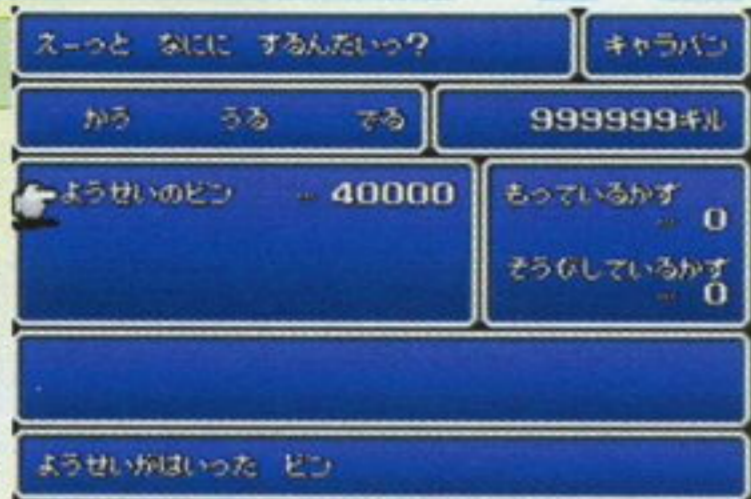 えーっと なにに するんだいっ?
キャラバン
かう うる でる
999999ギル
ようせいのビン … 40000
もっているかず
… 0
そうびしているかず
… 0
ようせいがはいった ビン